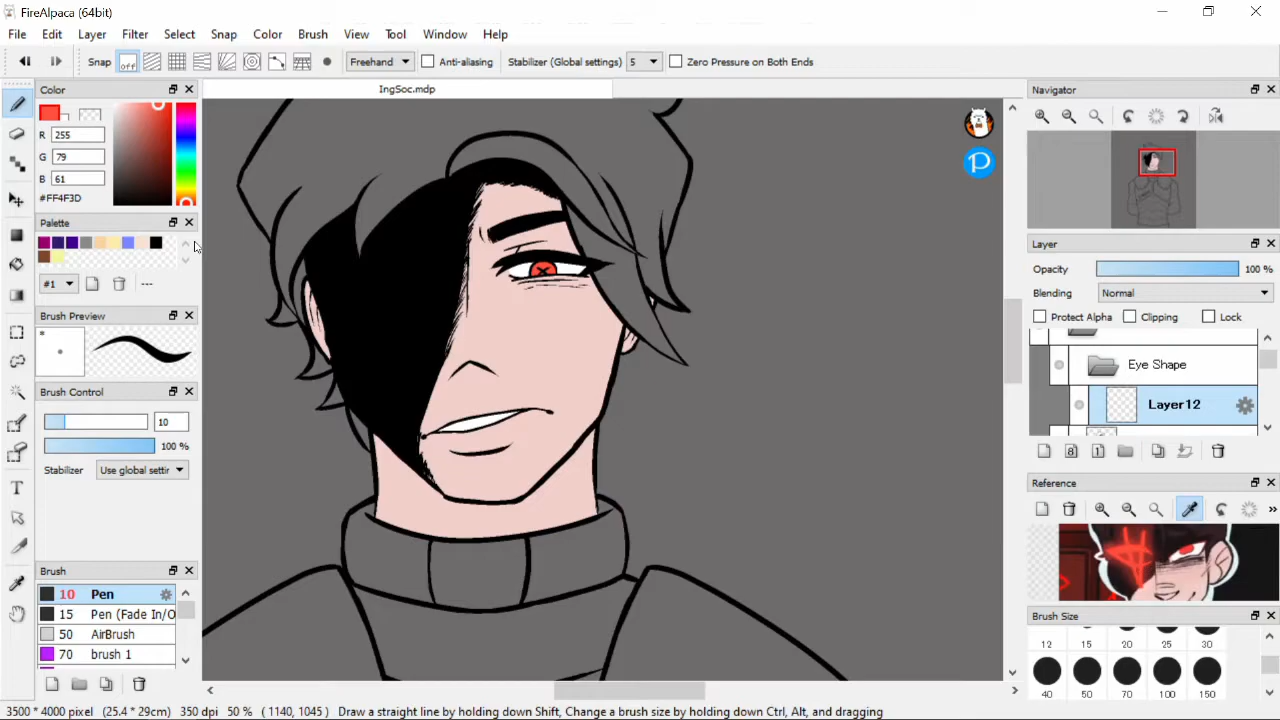 FireAlpaca (64bit)
File Edit Layer Filter Select Snap Color Brush View Tool Window Help
Snap off Freehand Anti-aliasing Stabilizer (Global settings) 5 Zero Pressure on Both Ends
Color
R 255
G 79
B 61
#FF4F3D
Palette
#1 ---
Brush Preview
*
Brush Control
10
100 %
Stabilizer Use global settir
Brush
10 Pen
15 Pen (Fade In/O
50 AirBrush
70 brush 1
IngSoc.mdp
P
Navigator
Layer
Opacity 100 %
Blending Normal
Protect Alpha Clipping Lock
Eye Shape
Layer12
8 1
Reference
»
Brush Size
12 15 20 25 30
40 50 70 100 150
3500 * 4000 pixel (25.4 * 29cm) 350 dpi 50 % ( 1140, 1045 ) Draw a straight line by holding down Shift, Change a brush size by holding down Ctrl, Alt, and dragging